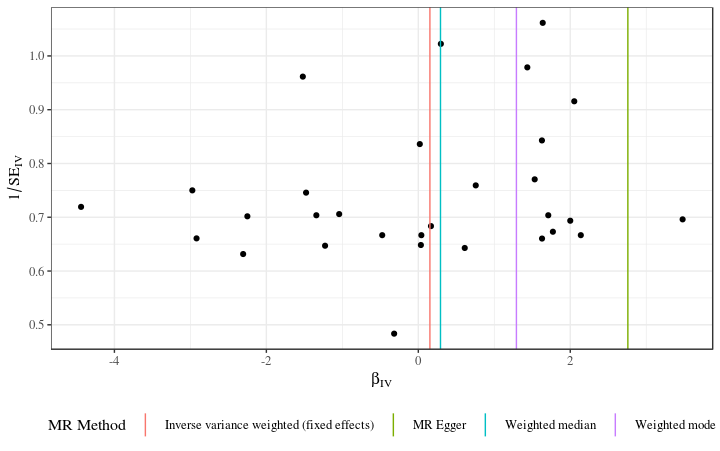 1.0
0.9
0.8
0.7
0.6
0.5
1/SE_IV
-4 -2 0 2
β_IV
MR Method Inverse variance weighted (fixed effects) MR Egger Weighted median Weighted mode